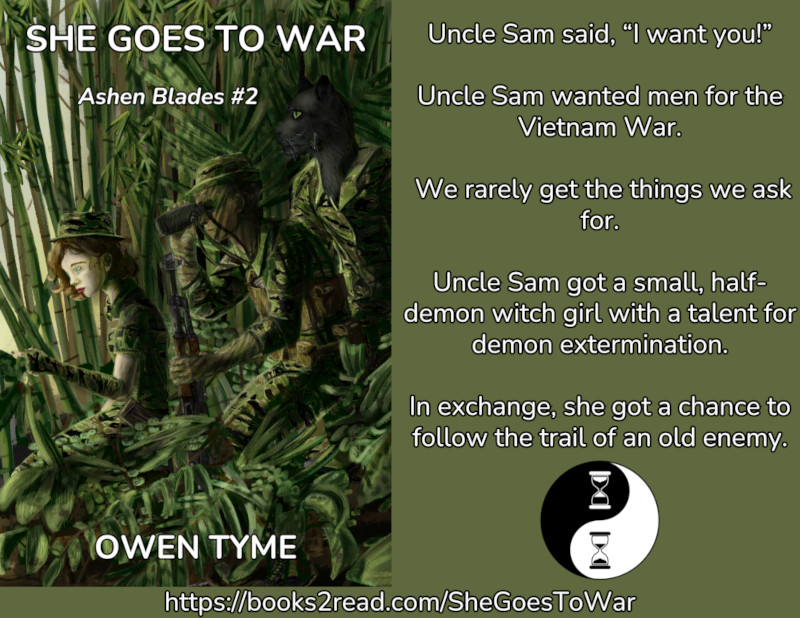 SHE GOES TO WAR
Ashen Blades #2
OWEN TYME
Uncle Sam said, “I want you!”
Uncle Sam wanted men for the
Vietnam War.
We rarely get the things we ask
for.
Uncle Sam got a small, half-
demon witch girl with a talent for
demon extermination.
In exchange, she got a chance to
follow the trail of an old enemy.
https://books2read.com/SheGoesToWar